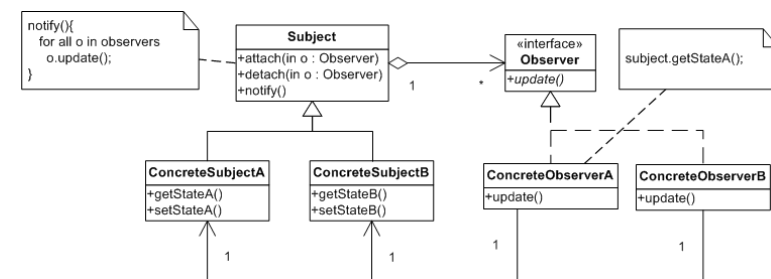 notify(){
for all o in observers
o.update();
}
Subject
+attach(in o : Observer)
+detach(in o : Observer)
+notify()
1
*
«interface»
Observer
+update()
subject.getStateA();
ConcreteSubjectA
+getStateA()
+setStateA()
ConcreteSubjectB
+getStateB()
+setStateB()
ConcreteObserverA
+update()
ConcreteObserverB
+update()
1
1
1
1